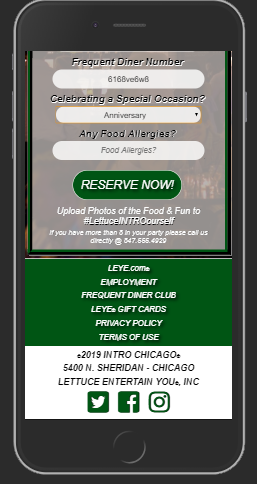 Frequent Diner Number
6168ve6w8
Celebrating a Special Occasion?
Anniversary
Any Food Allergies?
Food Allergies?
RESERVE NOW!
Upload Photos of the Food & Fun to
#LettuceINTROourself
If you have more than 8 in your party please call us
directly @ 847.666.4929
LEYE.com®
EMPLOYMENT
FREQUENT DINER CLUB
LEYE® GIFT CARDS
PRIVACY POLICY
TERMS OF USE
©2019 INTRO CHICAGO®
5400 N. SHERIDAN - CHICAGO
LETTUCE ENTERTAIN YOU®, INC